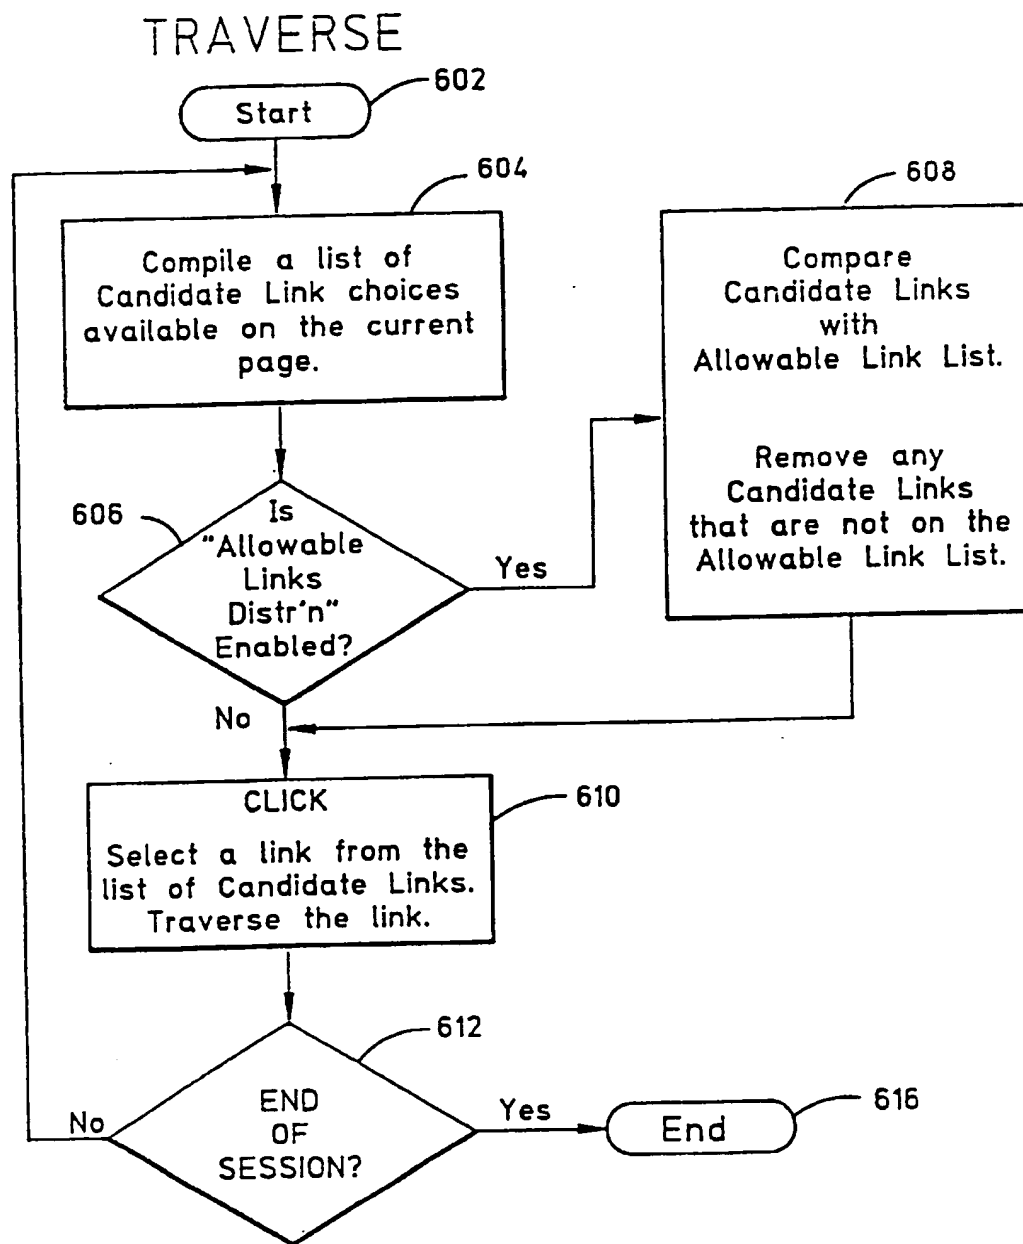 TRAVERSE
602
Start
604
Compile a list of
Candidate Link choices
available on the current
page.
606
Is
"Allowable
Links
Distr'n"
Enabled?
Yes
608
Compare
Candidate Links
with
Allowable Link List.
Remove any
Candidate Links
that are not on the
Allowable Link List.
No
610
CLICK
Select a link from the
list of Candidate Links.
Traverse the link.
612
END
OF
SESSION?
No
Yes
End
616